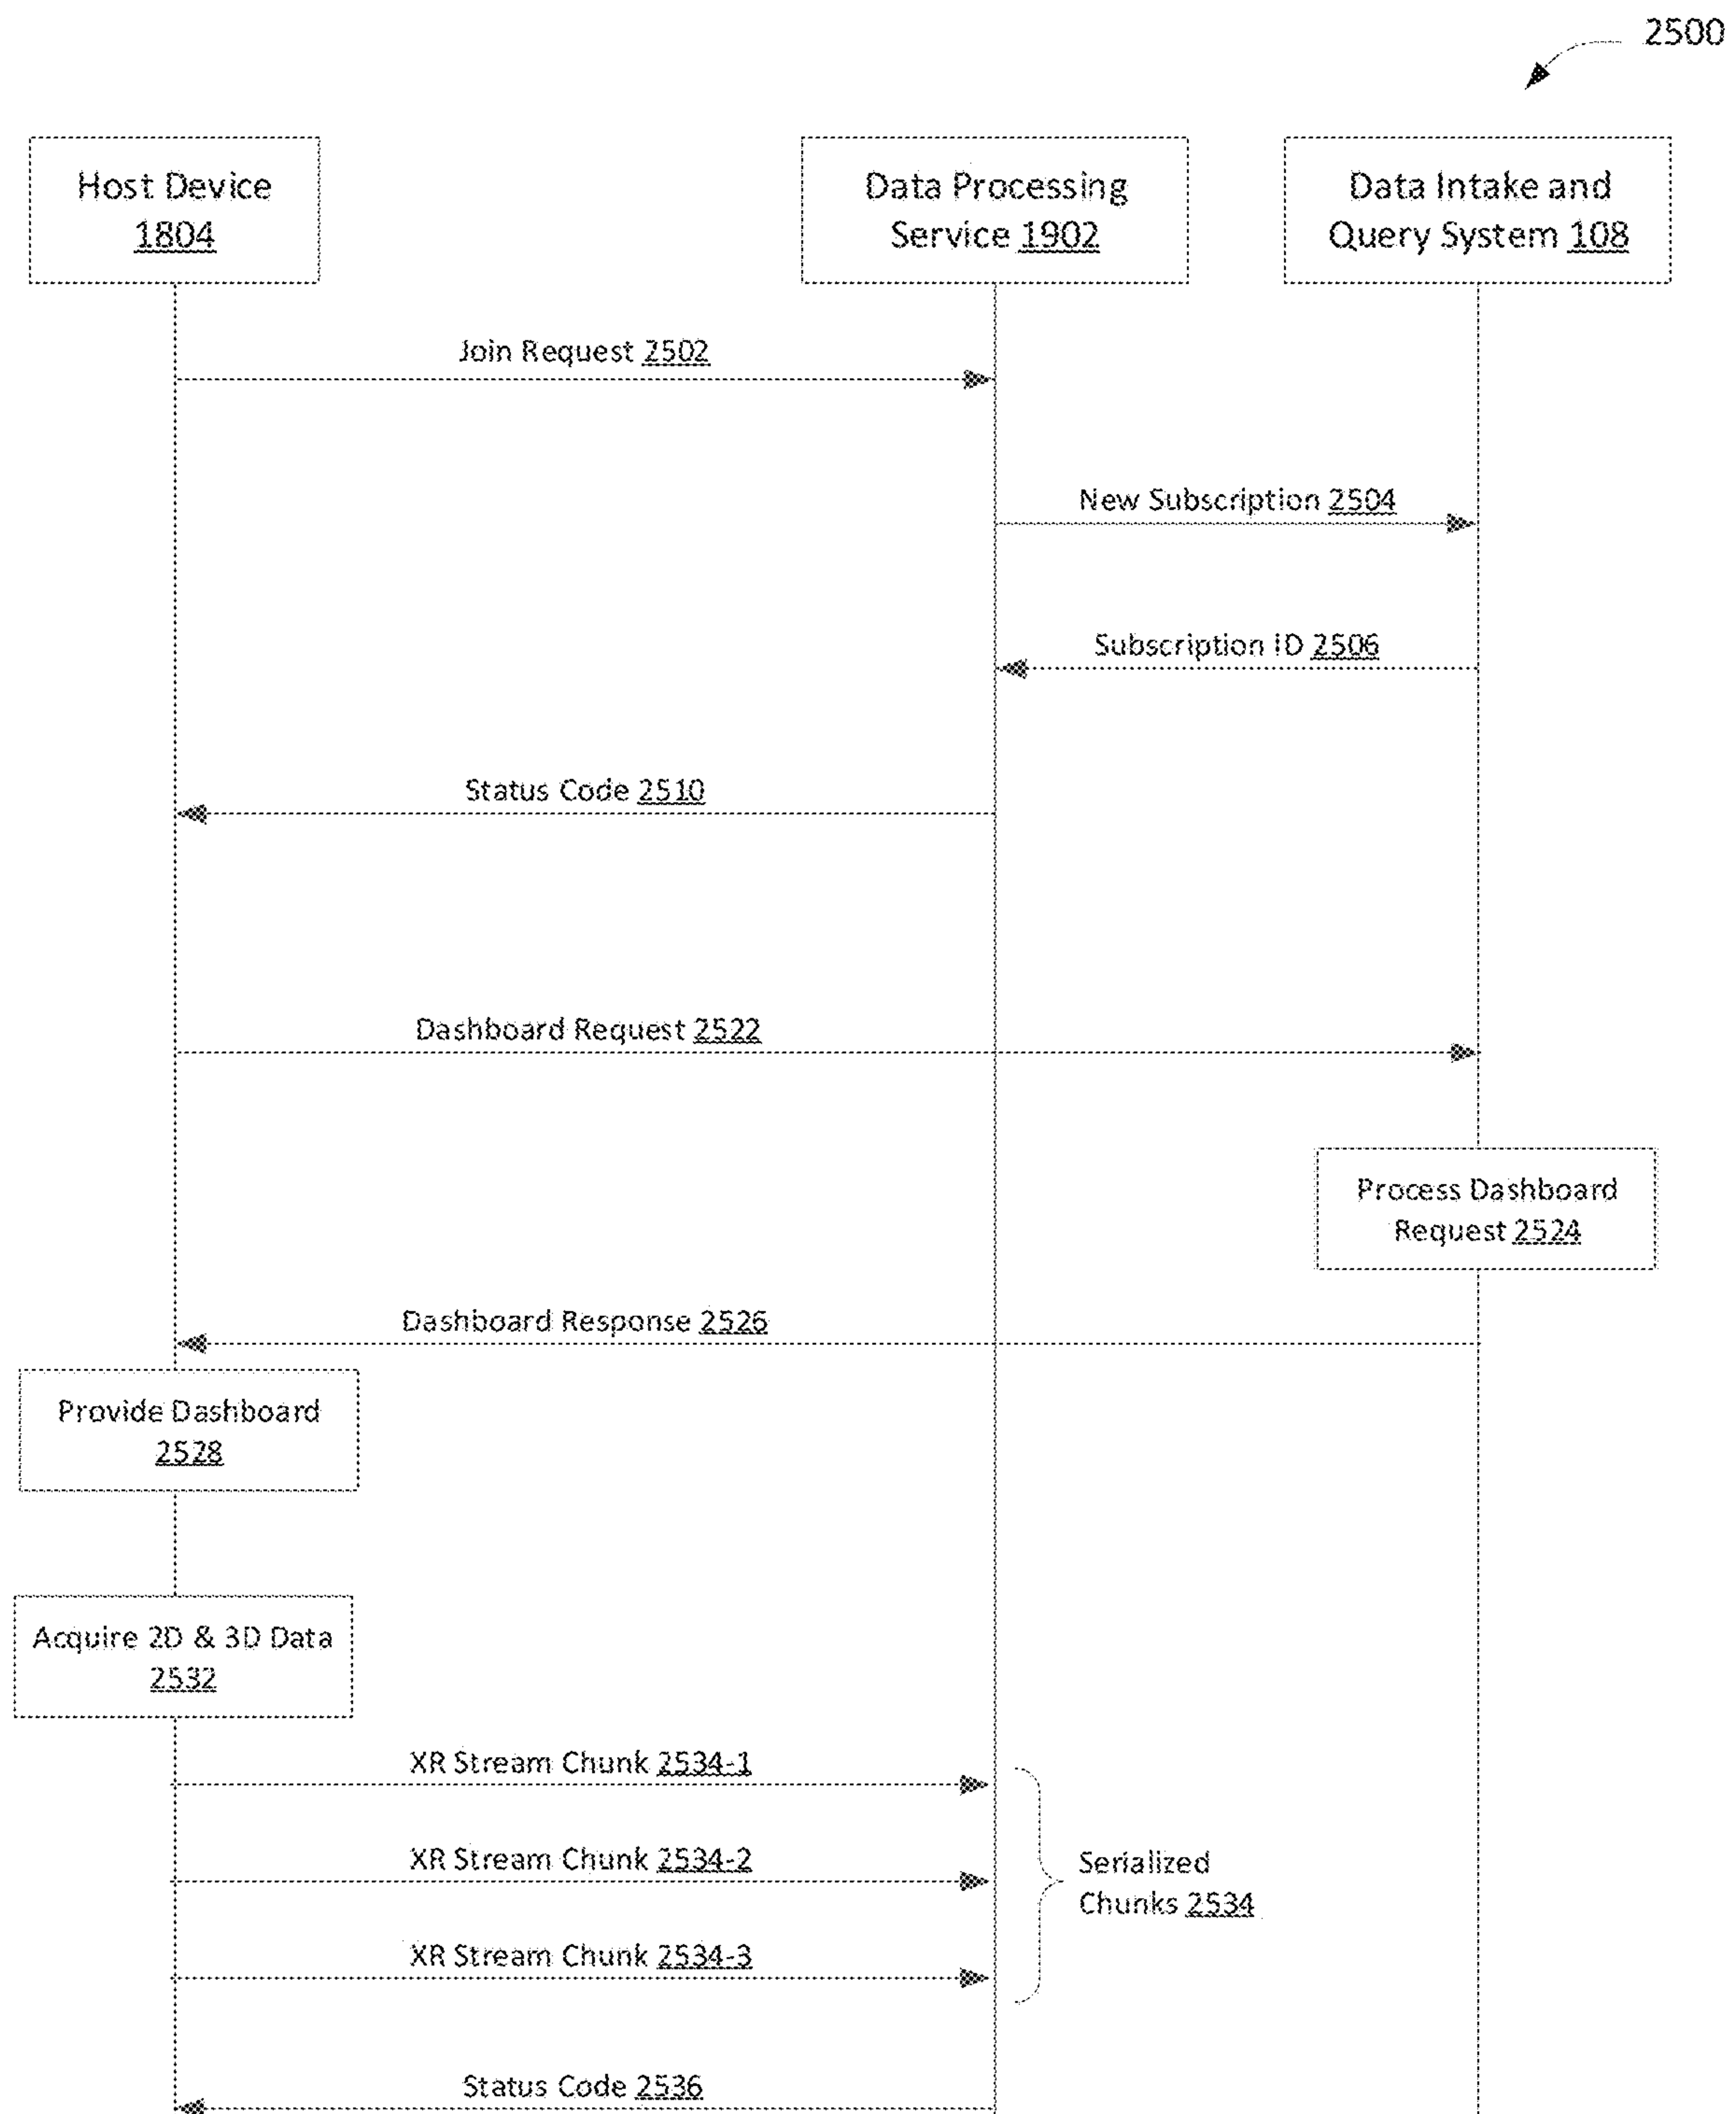 2500
Host Device
1804
Data Processing
Service 1902
Data Intake and
Query System 108
Join Request 2502
New Subscription 2504
Subscription ID 2506
Status Code 2510
Dashboard Request 2522
Process Dashboard
Request 2524
Dashboard Response 2526
Provide Dashboard
2528
Acquire 2D & 3D Data
2532
XR Stream Chunk 2534-1
XR Stream Chunk 2534-2
Serialized
Chunks 2534
XR Stream Chunk 2534-3
Status Code 2536